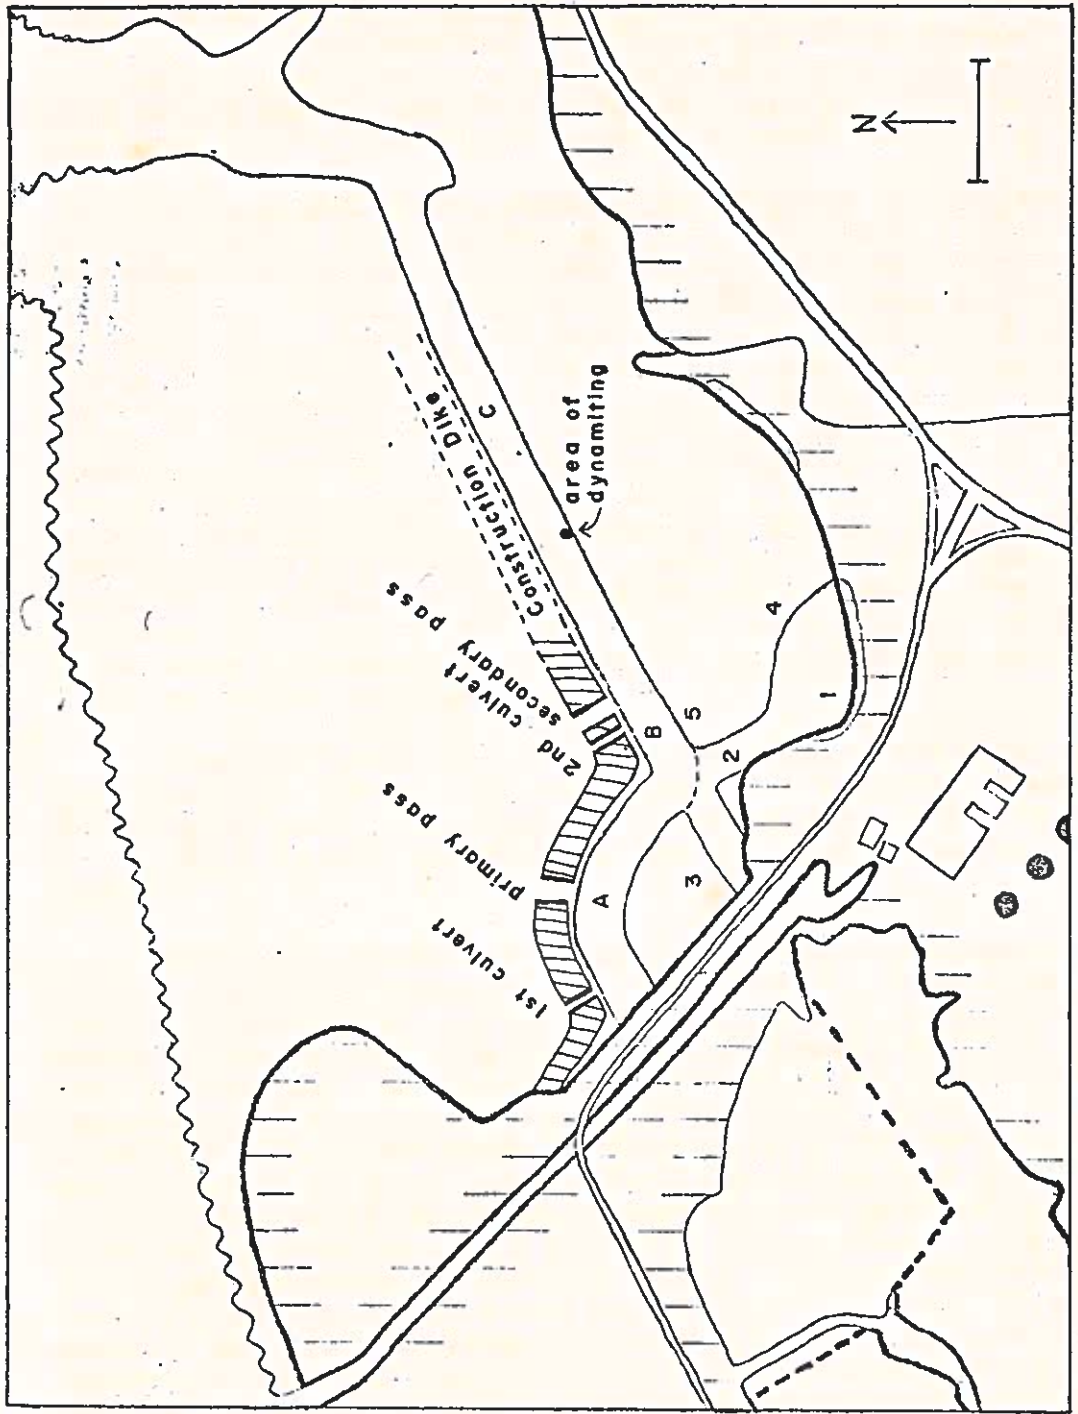 N
C
Construction Dike
area of
dynamiting
secondary pass
2nd culvert
primary pass
1st culvert
A
B
5
4
1
2
3